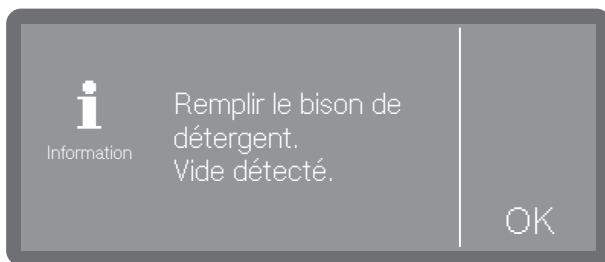 Information
Remplir le bison de
détergent.
Vide détecté.
OK